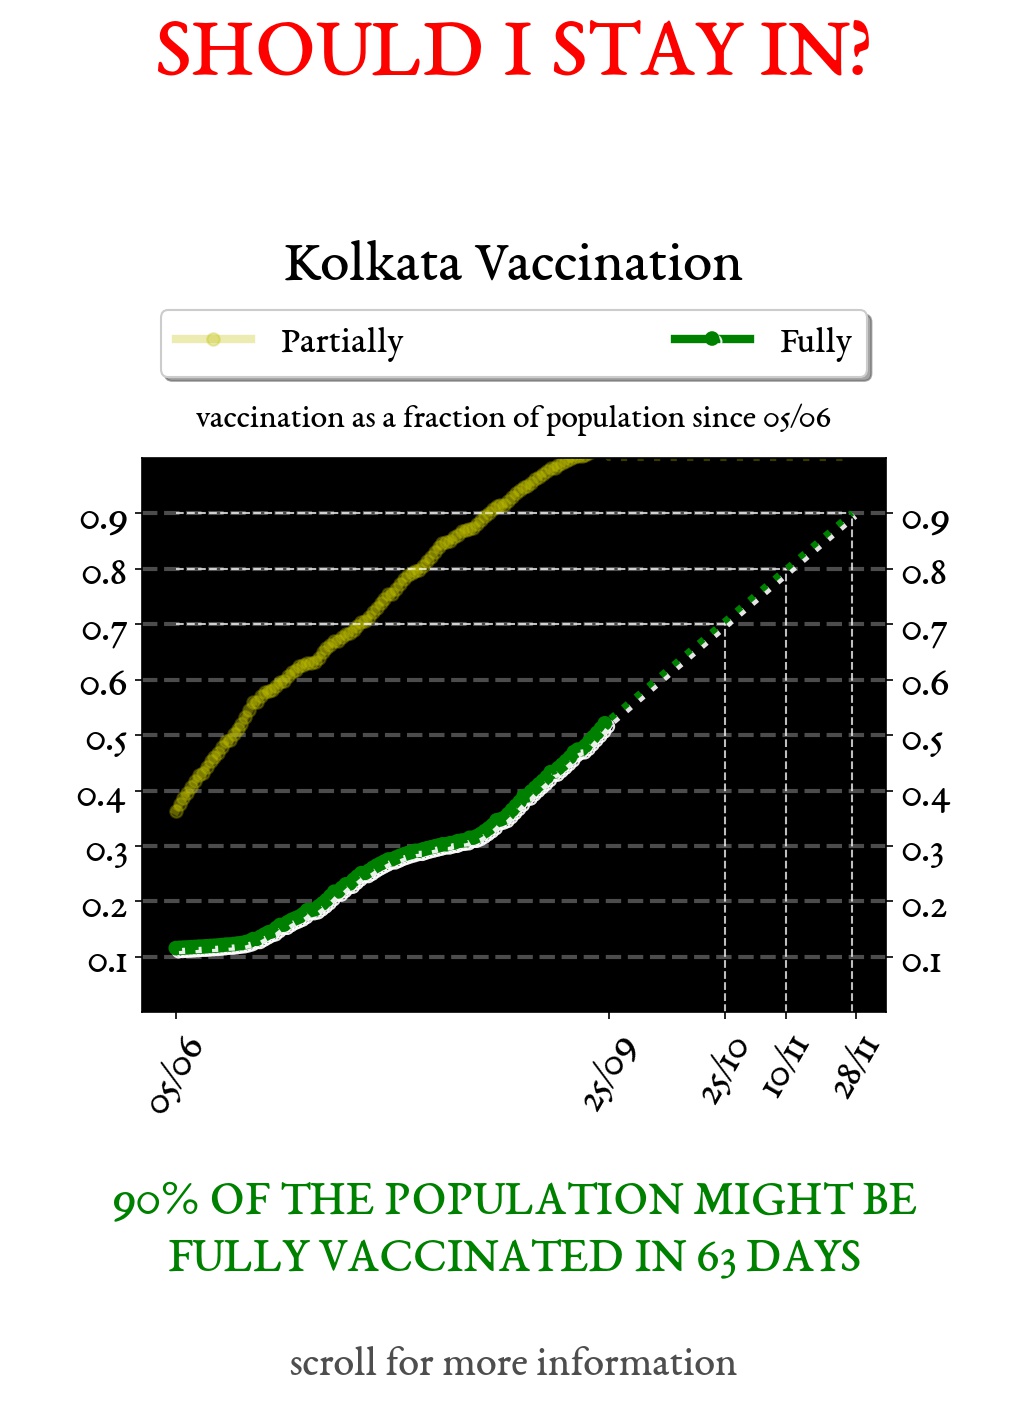 SHOULD I STAY IN?
Kolkata Vaccination
Partially Fully
vaccination as a fraction of population since 05/06
0.9 0.9
0.8 0.8
0.7 0.7
0.6 0.6
0.5 0.5
0.4 0.4
0.3 0.3
0.2 0.2
0.1 0.1
05/06 25/09 25/10 10/11 28/11
90% OF THE POPULATION MIGHT BE
FULLY VACCINATED IN 63 DAYS
scroll for more information